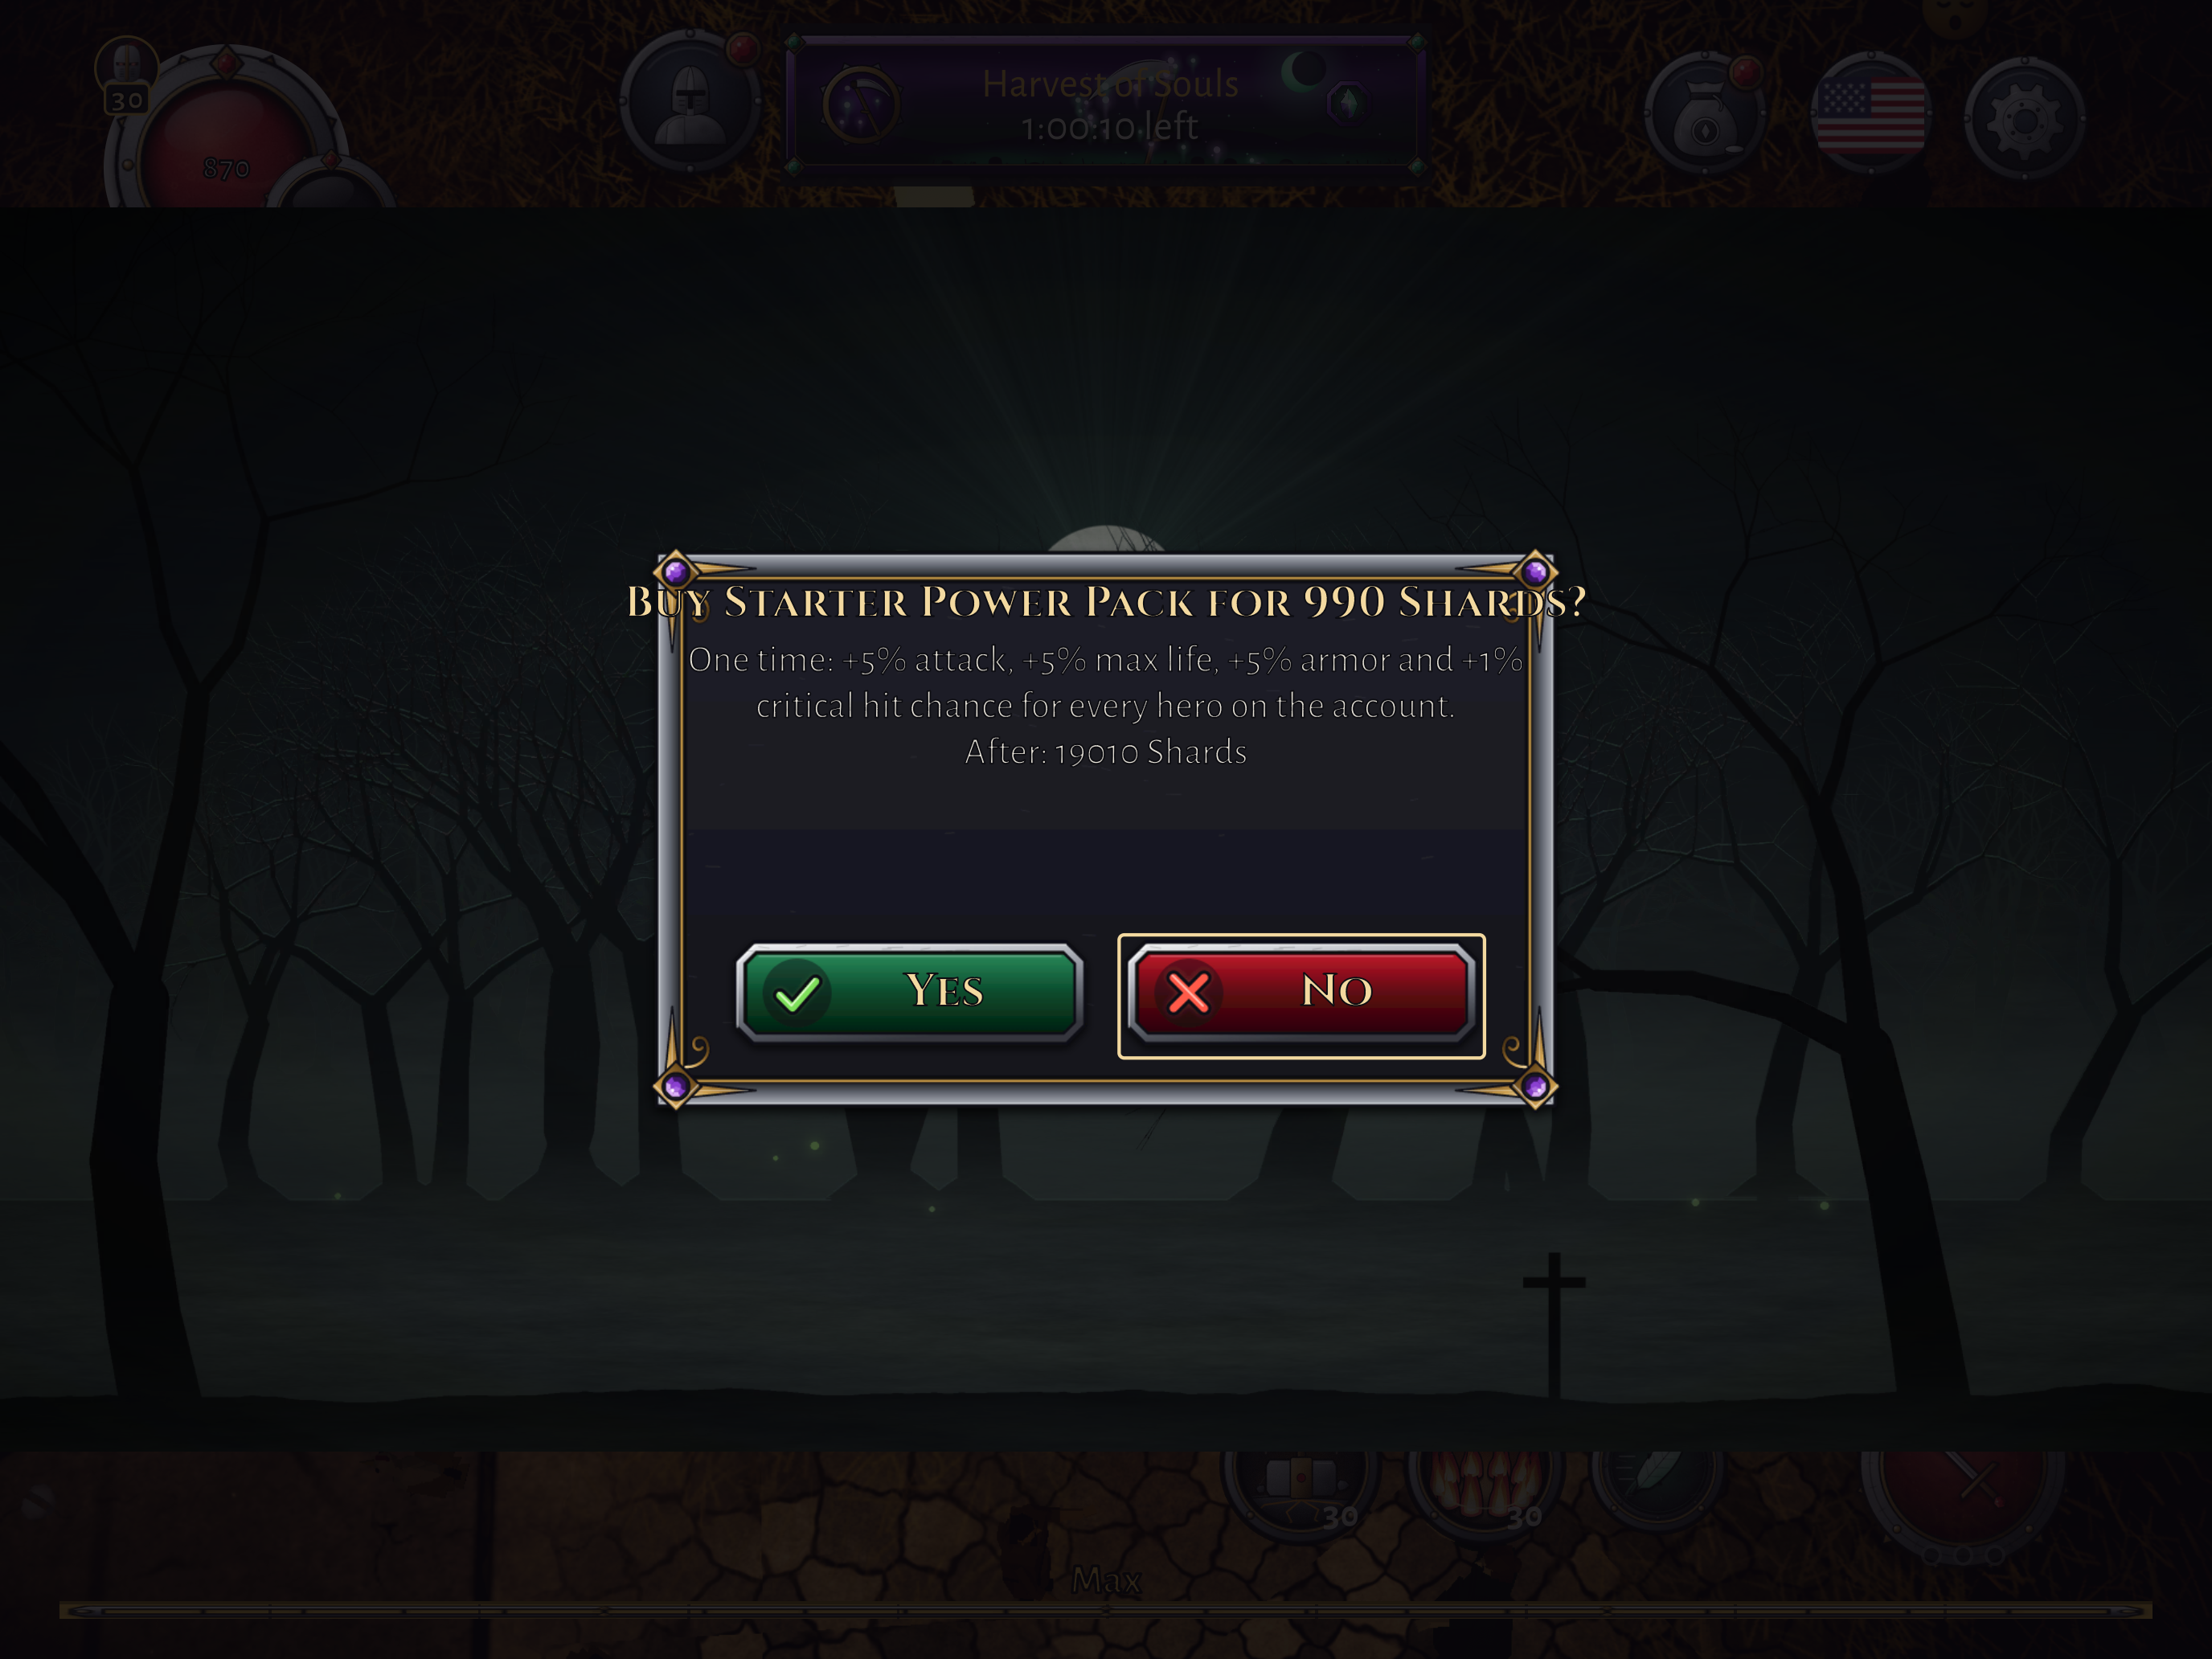 30
870
Harvest of Souls
1:00:10 left
Buy Starter Power Pack for 990 Shards?
One time: +5% attack, +5% max life, +5% armor and +1%
critical hit chance for every hero on the account.
After: 19010 Shards
Yes
No
30
30
Max